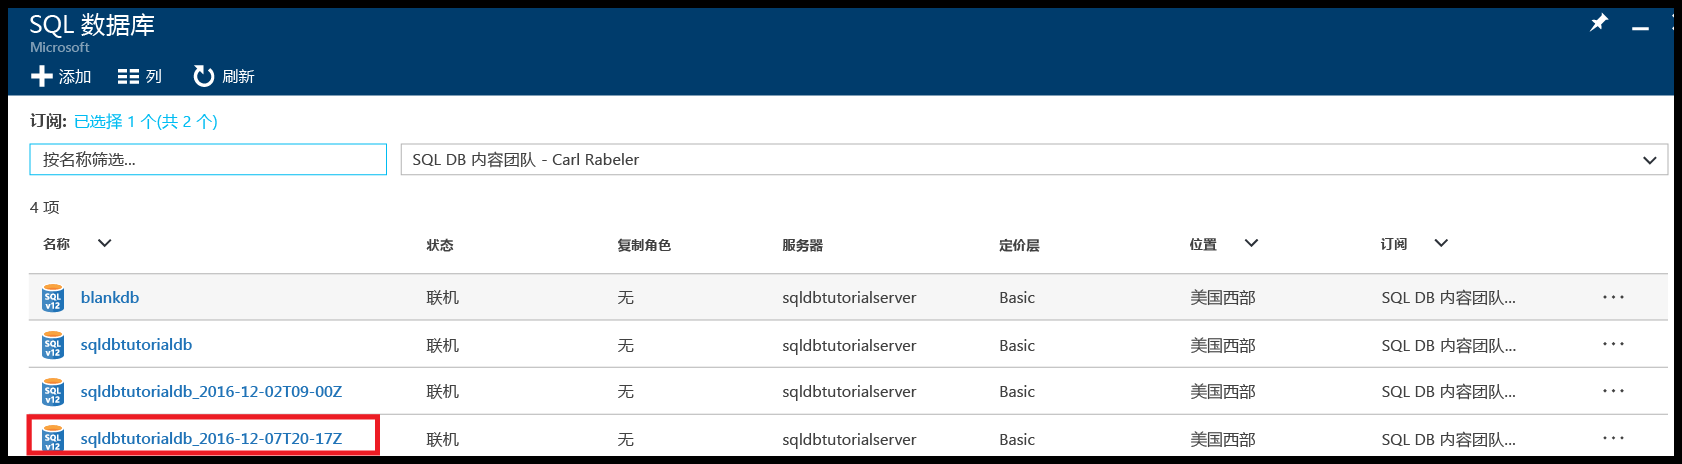 SQL 数据库
Microsoft
添加 列 刷新
订阅: 已选择 1 个(共 2 个)
按名称筛选... SQL DB 内容团队 - Carl Rabeler
4 项
名称 状态 复制角色 服务器 定价层 位置 订阅
SQL v12 blankdb 联机 无 sqldbtutorialserver Basic 美国西部 SQL DB 内容团队... ...
SQL v12 sqldbtutorialdb 联机 无 sqldbtutorialserver Basic 美国西部 SQL DB 内容团队... ...
SQL v12 sqldbtutorialdb_2016-12-02T09-00Z 联机 无 sqldbtutorialserver Basic 美国西部 SQL DB 内容团队... ...
SQL v12 sqldbtutorialdb_2016-12-07T20-17Z 联机 无 sqldbtutorialserver Basic 美国西部 SQL DB 内容团队... ...